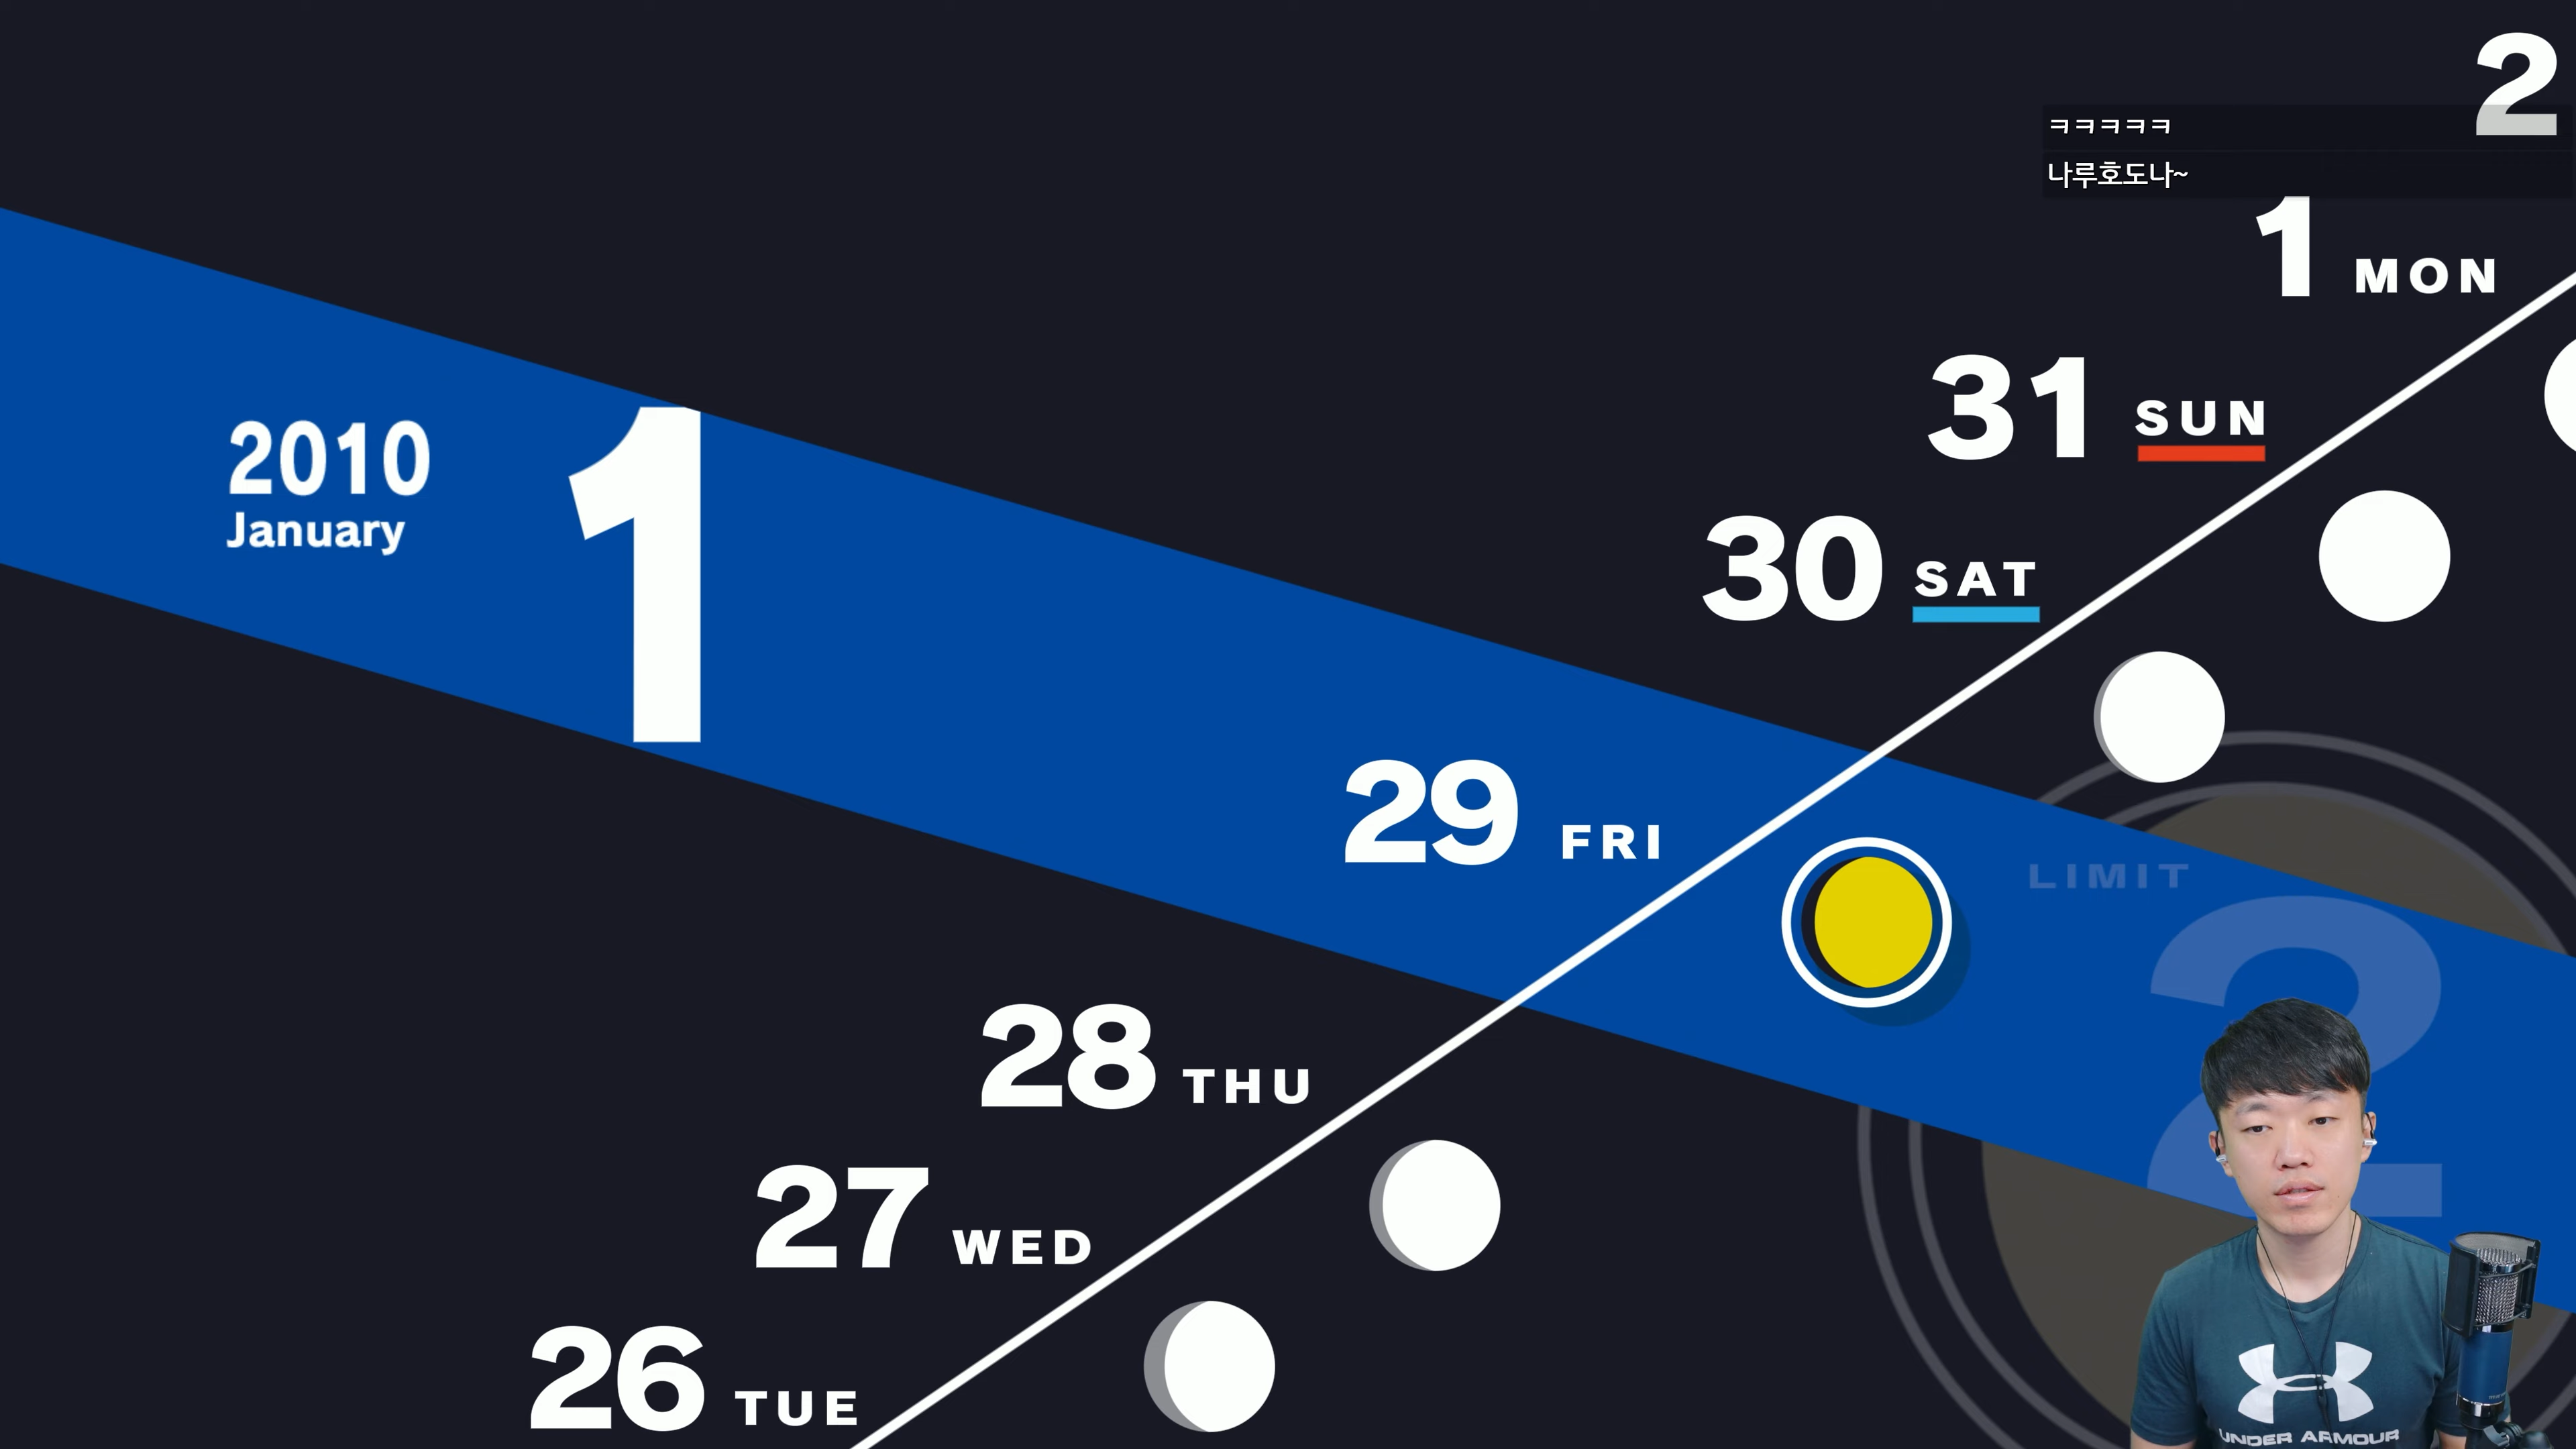 2
ㅋㅋㅋㅋㅋ
나루호도나~
1 MON
31 SUN
30 SAT
2010
January
1
29 FRI
LIMIT
2
28 THU
27 WED
26 TUE
UNDER ARMOUR